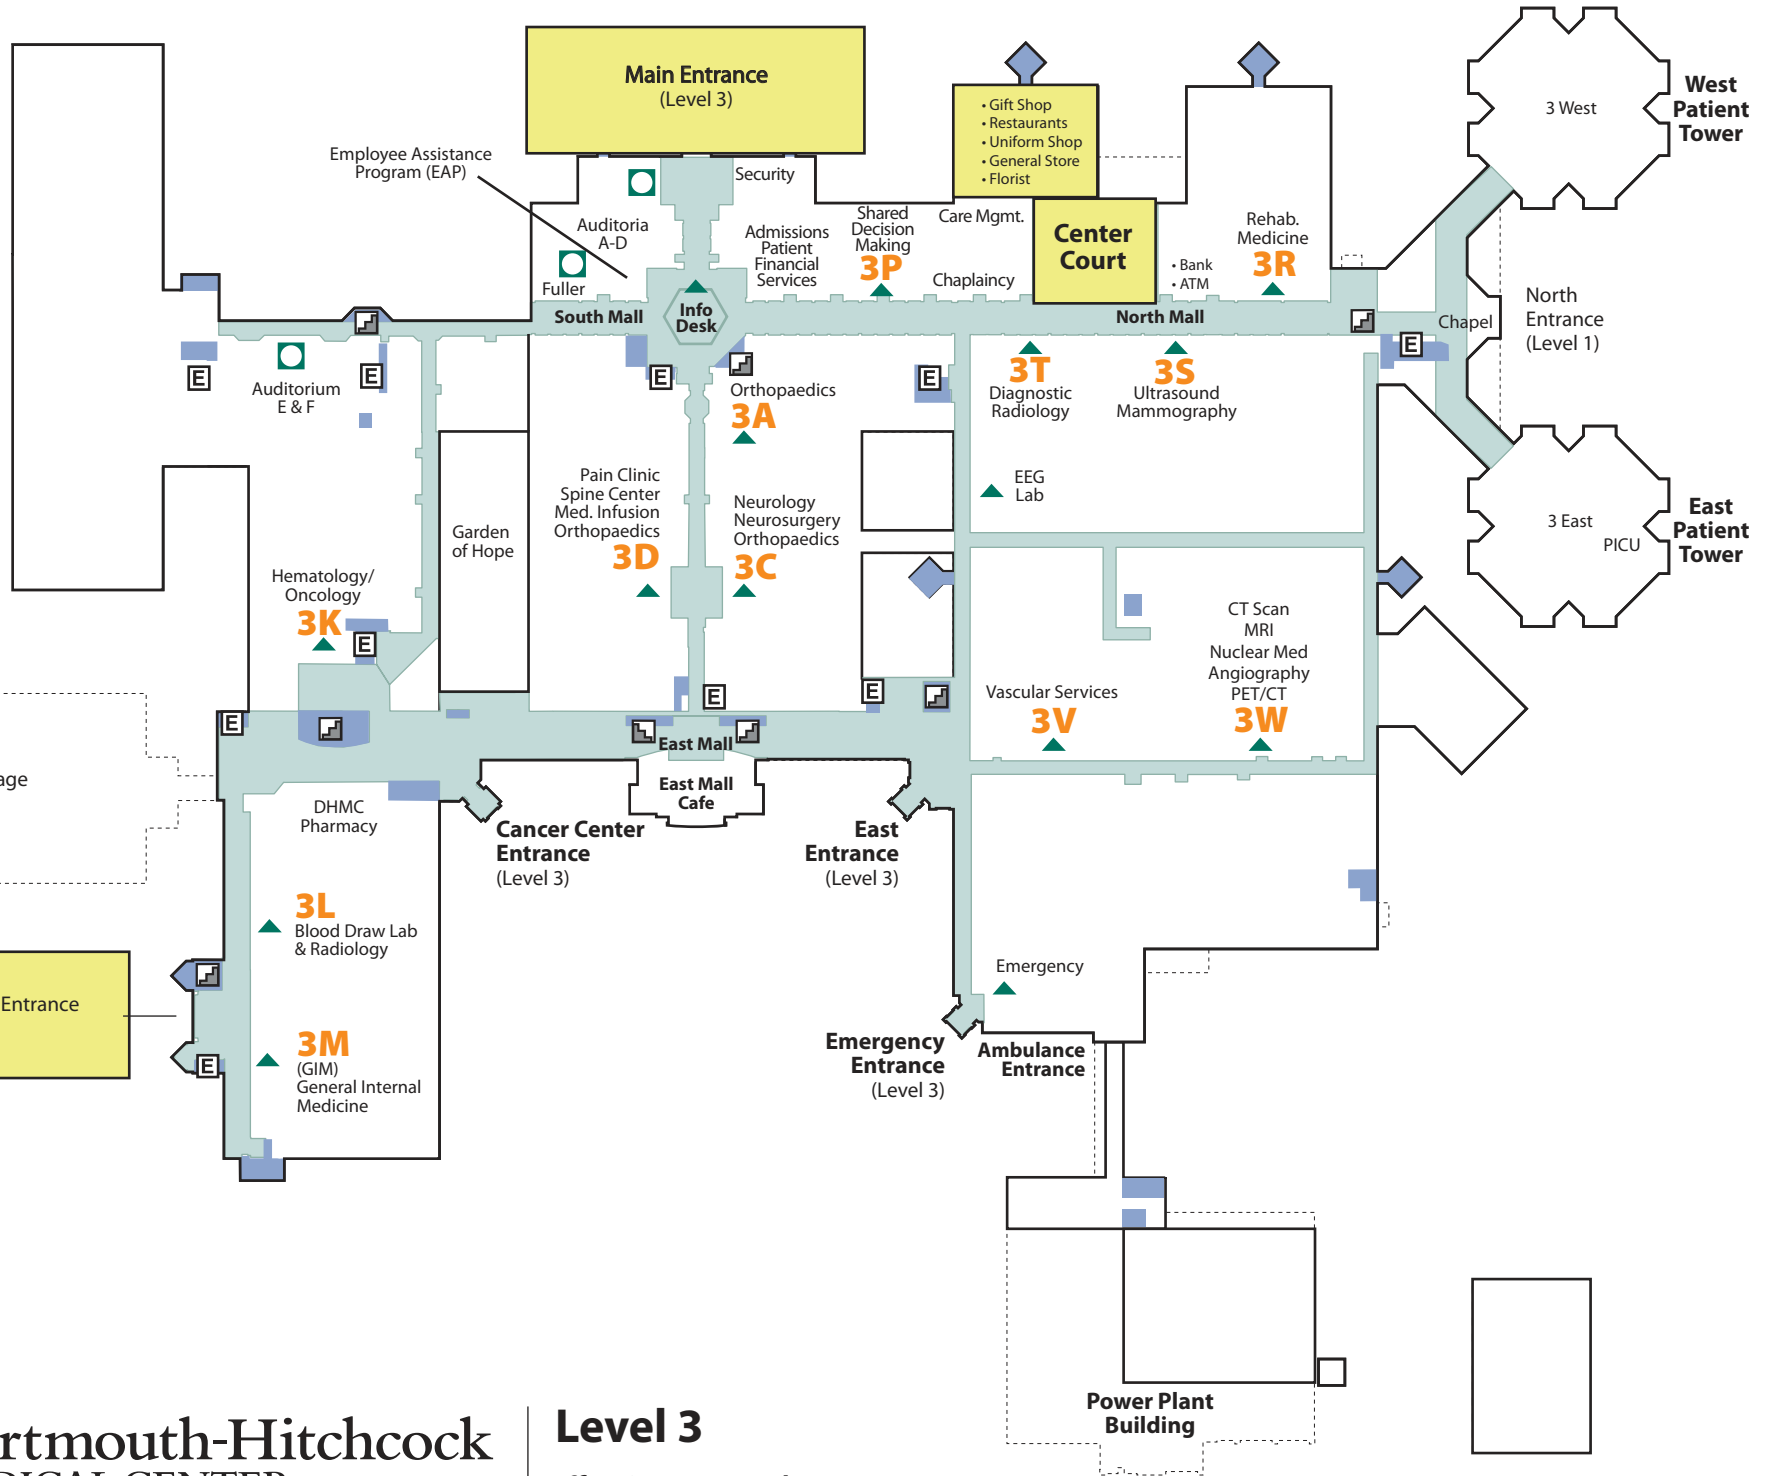 Main Entrance
(Level 3)
• Gift Shop
• Restaurants
• Uniform Shop
• General Store
• Florist
3 West
West
Patient
Tower
Employee Assistance
Program (EAP)
Security
Auditoria
A-D
Fuller
Admissions
Patient
Financial
Services
Shared
Decision
Making
3P
Care Mgmt.
Chaplaincy
Center
Court
• Bank
• ATM
Rehab.
Medicine
3R
South Mall
Info
Desk
North Mall
Chapel
North
Entrance
(Level 1)
E
Auditorium
E & F
E
E
Orthopaedics
3A
E
3T
Diagnostic
Radiology
3S
Ultrasound
Mammography
E
EEG
Lab
Garden
of Hope
Pain Clinic
Spine Center
Med. Infusion
Orthopaedics
3D
Neurology
Neurosurgery
Orthopaedics
3C
3 East
PICU
East
Patient
Tower
Hematology/
Oncology
3K
E
CT Scan
MRI
Nuclear Med
Angiography
PET/CT
3W
Vascular Services
3V
E
E
E
East Mall
East Mall
Cafe
age
DHMC
Pharmacy
Cancer Center
Entrance
(Level 3)
East
Entrance
(Level 3)
3L
Blood Draw Lab
& Radiology
Entrance
3M
(GIM)
General Internal
Medicine
E
Emergency
Emergency
Entrance
(Level 3)
Ambulance
Entrance
Power Plant
Building
rtmouth-Hitchcock
DICAL CENTER
Level 3